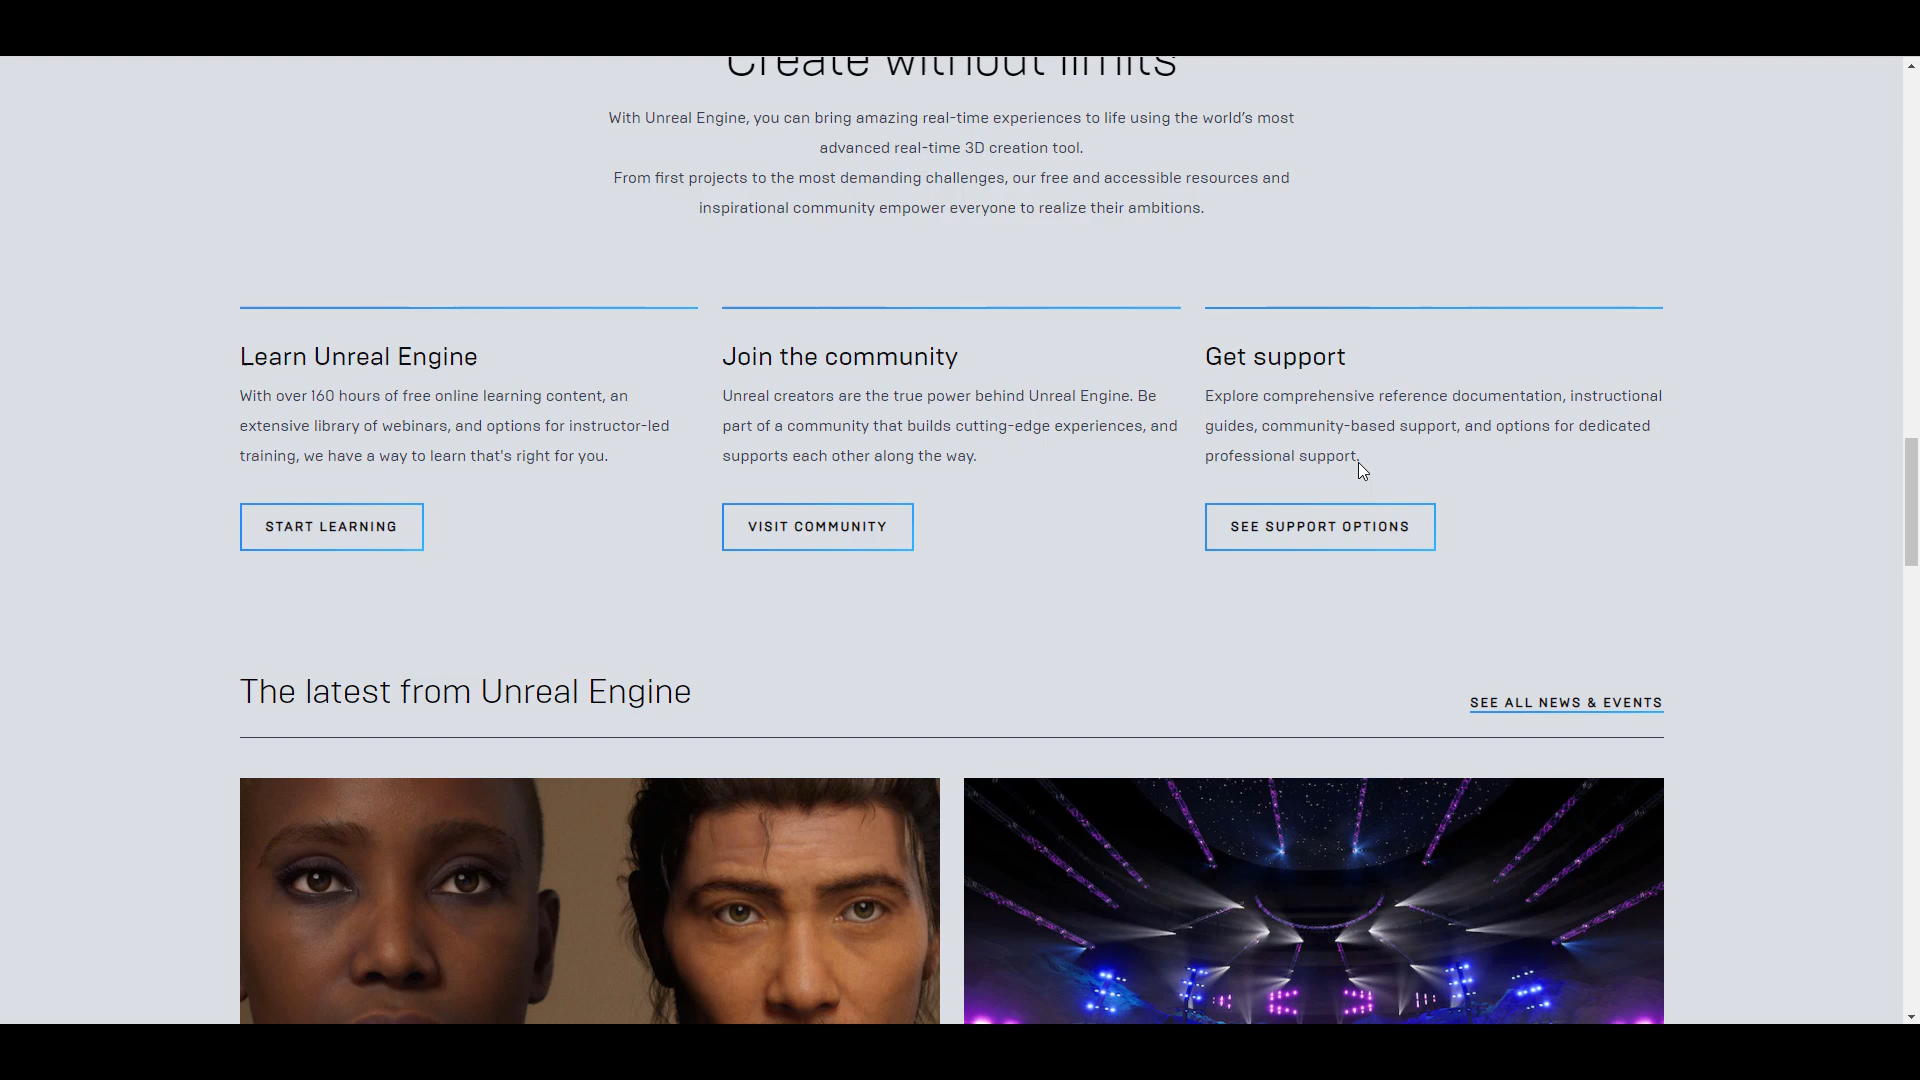 Create without limits
With Unreal Engine, you can bring amazing real-time experiences to life using the world’s most
advanced real-time 3D creation tool.
From first projects to the most demanding challenges, our free and accessible resources and
inspirational community empower everyone to realize their ambitions.
Learn Unreal Engine
With over 160 hours of free online learning content, an
extensive library of webinars, and options for instructor-led
training, we have a way to learn that's right for you.
START LEARNING
Join the community
Unreal creators are the true power behind Unreal Engine. Be
part of a community that builds cutting-edge experiences, and
supports each other along the way.
VISIT COMMUNITY
Get support
Explore comprehensive reference documentation, instructional
guides, community-based support, and options for dedicated
professional support.
SEE SUPPORT OPTIONS
The latest from Unreal Engine
SEE ALL NEWS & EVENTS